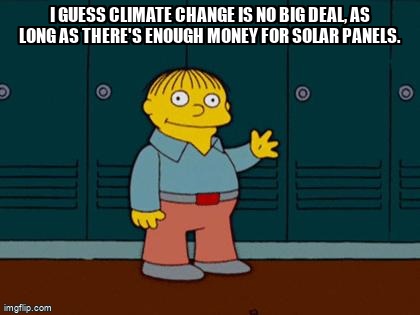 I GUESS CLIMATE CHANGE IS NO BIG DEAL, AS
LONG AS THERE'S ENOUGH MONEY FOR SOLAR PANELS.
imgflip.com